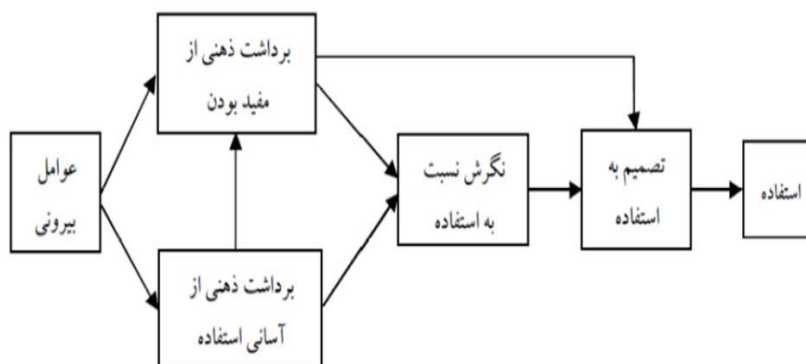 برداشت ذهنی از
مفید بودن
عوامل
بیرونی
نگرش نسبت
به استفاده
تصمیم به
استفاده
استفاده
برداشت ذهنی از
آسانی استفاده